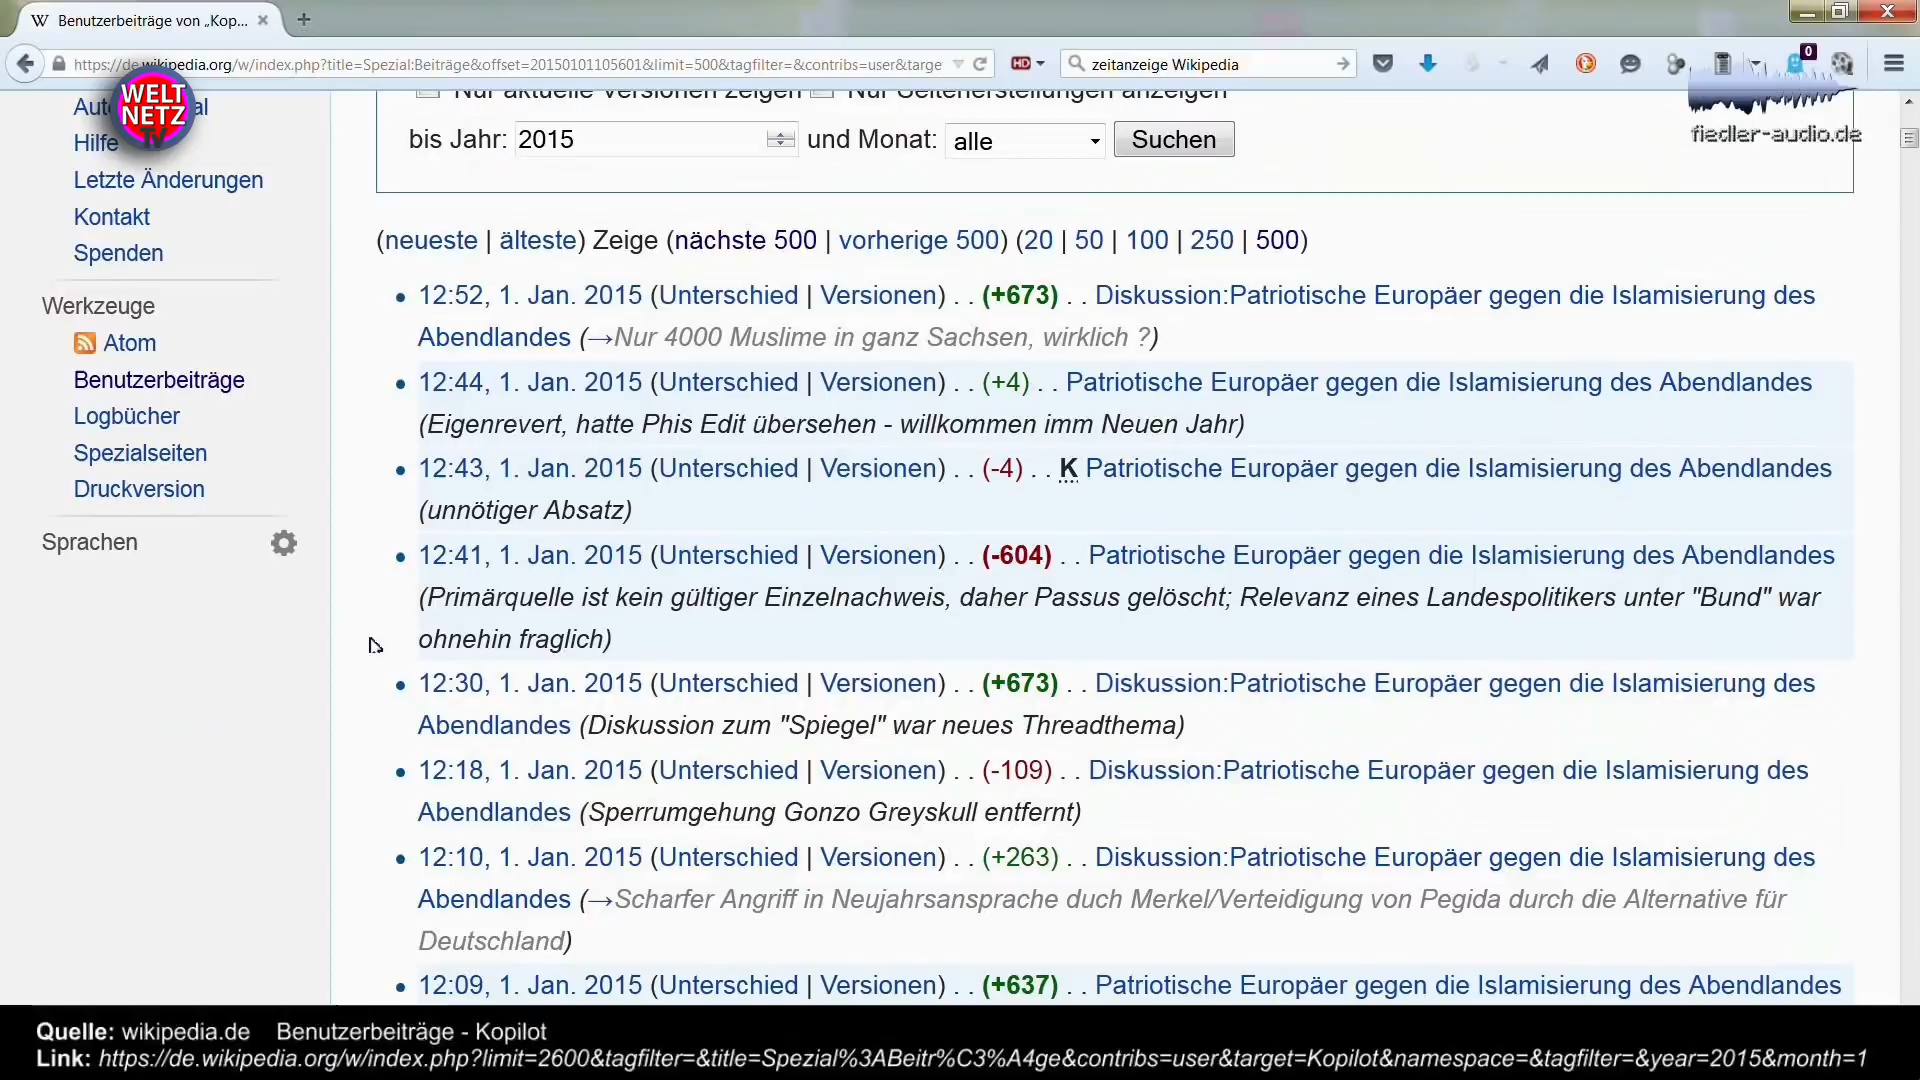 Benutzerbeiträge von „Kop...
https://de.wikipedia.org/w/index.php?title=Spezial:Beiträge&offset=20150101105601&limit=500&tagfilter=&contribs=user&targe
HD
zeitanzeige Wikipedia
0
WELT
NETZ
TV
fiedler-audio.de
Hilfe
Letzte Änderungen
Kontakt
Spenden
Werkzeuge
Atom
Benutzerbeiträge
Logbücher
Spezialseiten
Druckversion
Sprachen
Nur aktuelle Versionen zeigen Nur Seitenerstellungen anzeigen
bis Jahr: 2015 und Monat: alle Suchen
(neueste | älteste) Zeige (nächste 500 | vorherige 500) (20 | 50 | 100 | 250 | 500)
• 12:52, 1. Jan. 2015 (Unterschied | Versionen) . . (+673) . . Diskussion:Patriotische Europäer gegen die Islamisierung des
Abendlandes (→Nur 4000 Muslime in ganz Sachsen, wirklich ?)
• 12:44, 1. Jan. 2015 (Unterschied | Versionen) . . (+4) . . Patriotische Europäer gegen die Islamisierung des Abendlandes
(Eigenrevert, hatte Phis Edit übersehen - willkommen imm Neuen Jahr)
• 12:43, 1. Jan. 2015 (Unterschied | Versionen) . . (-4) . . K Patriotische Europäer gegen die Islamisierung des Abendlandes
(unnötiger Absatz)
• 12:41, 1. Jan. 2015 (Unterschied | Versionen) . . (-604) . . Patriotische Europäer gegen die Islamisierung des Abendlandes
(Primärquelle ist kein gültiger Einzelnachweis, daher Passus gelöscht; Relevanz eines Landespolitikers unter "Bund" war
ohnehin fraglich)
• 12:30, 1. Jan. 2015 (Unterschied | Versionen) . . (+673) . . Diskussion:Patriotische Europäer gegen die Islamisierung des
Abendlandes (Diskussion zum "Spiegel" war neues Threadthema)
• 12:18, 1. Jan. 2015 (Unterschied | Versionen) . . (-109) . . Diskussion:Patriotische Europäer gegen die Islamisierung des
Abendlandes (Sperrumgehung Gonzo Greyskull entfernt)
• 12:10, 1. Jan. 2015 (Unterschied | Versionen) . . (+263) . . Diskussion:Patriotische Europäer gegen die Islamisierung des
Abendlandes (→Scharfer Angriff in Neujahrsansprache duch Merkel/Verteidigung von Pegida durch die Alternative für
Deutschland)
• 12:09, 1. Jan. 2015 (Unterschied | Versionen) . . (+637) . . Patriotische Europäer gegen die Islamisierung des Abendlandes
Quelle: wikipedia.de Benutzerbeiträge - Kopilot
Link: https://de.wikipedia.org/w/index.php?limit=2600&tagfilter=&title=Spezial%3ABeitr%C3%A4ge&contribs=user&target=Kopilot&namespace=&tagfilter=&year=2015&month=1